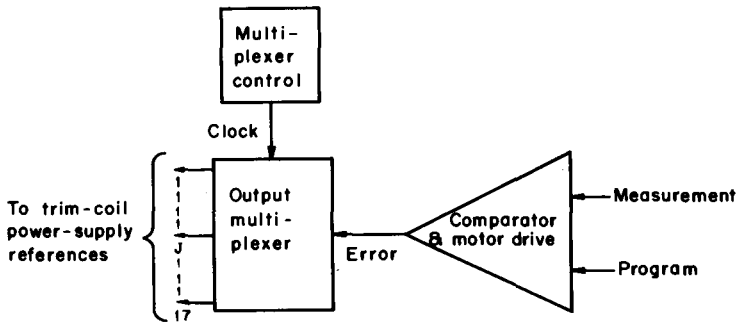 Multi-
plexer
control
Clock
To trim-coil
power-supply
references
1
J
17
Output
multi-
plexer
Error
Comparator
& motor drive
Measurement
Program